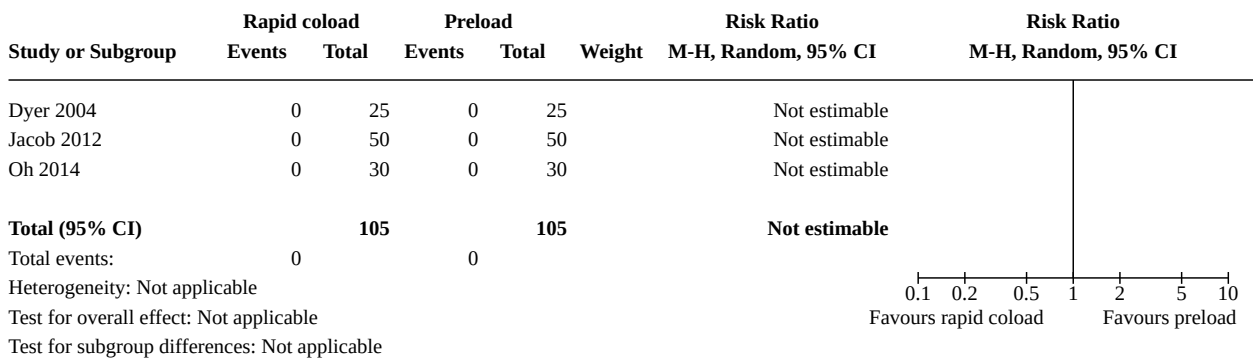 Rapid coload Preload Risk Ratio Risk Ratio
Study or Subgroup Events Total Events Total Weight M-H, Random, 95% CI M-H, Random, 95% CI
Dyer 2004 0 25 0 25 Not estimable
Jacob 2012 0 50 0 50 Not estimable
Oh 2014 0 30 0 30 Not estimable
Total (95% CI) 105 105 Not estimable
Total events: 0 0
Heterogeneity: Not applicable
0.1 0.2 0.5 1 2 5 10
Test for overall effect: Not applicable Favours rapid coload Favours preload
Test for subgroup differences: Not applicable